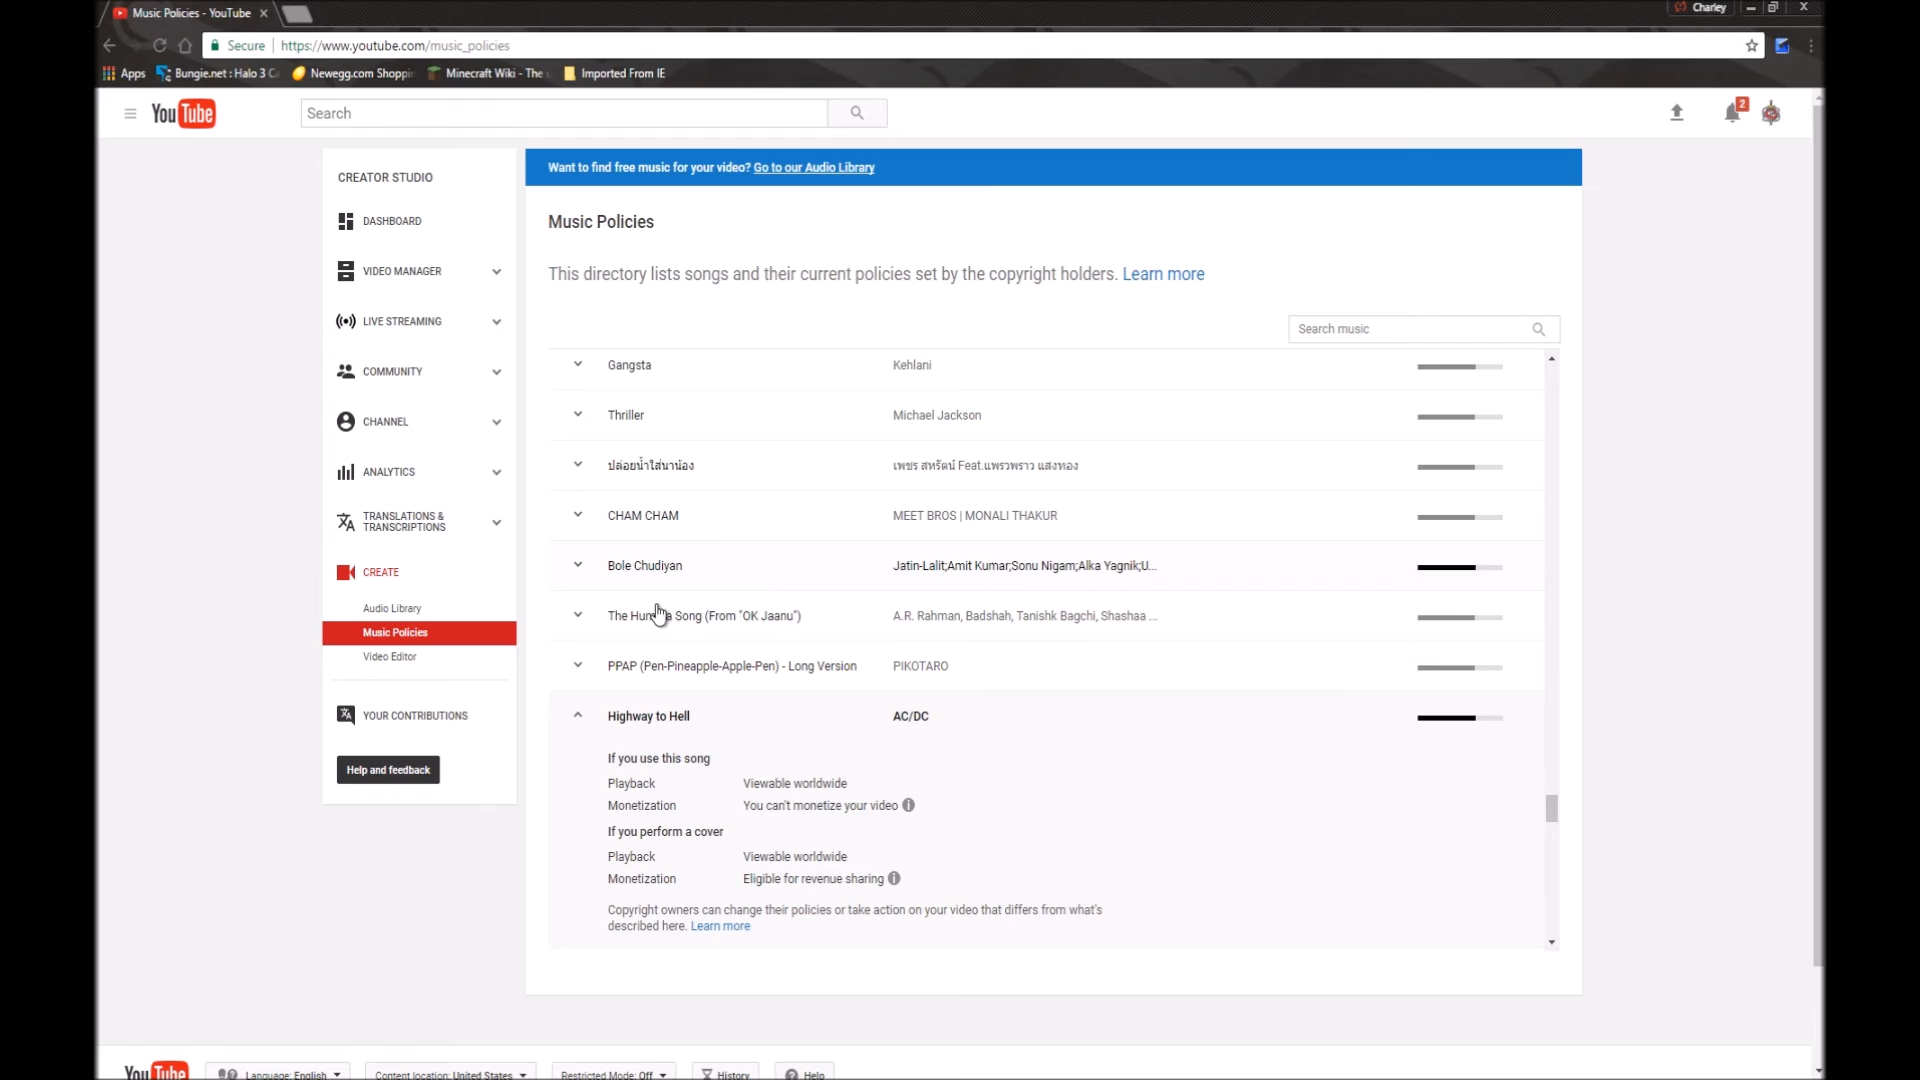 Music Policies - YouTube
Charley
Secure
https://www.youtube.com/music_policies
Apps
Bungie.net : Halo 3
Newegg.com Shoppin
Minecraft Wiki - The
Imported From IE
YouTube
Search
2
CREATOR STUDIO
DASHBOARD
VIDEO MANAGER
LIVE STREAMING
COMMUNITY
CHANNEL
ANALYTICS
TRANSLATIONS &
TRANSCRIPTIONS
CREATE
Audio Library
Music Policies
Video Editor
YOUR CONTRIBUTIONS
Help and feedback
Want to find free music for your video? Go to our Audio Library
Music Policies
This directory lists songs and their current policies set by the copyright holders. Learn more
Search music
Gangsta Kehlani
Thriller Michael Jackson
ปล่อยน้ำใส่นาน้อง เพชร สหรัตน์ Feat.แพรวพราว แสงทอง
CHAM CHAM MEET BROS | MONALI THAKUR
Bole Chudiyan Jatin-Lalit;Amit Kumar;Sonu Nigam;Alka Yagnik;U...
The Song (From "OK Jaanu") A.R. Rahman, Badshah, Tanishk Bagchi, Shashaa ...
PPAP (Pen-Pineapple-Apple-Pen) - Long Version PIKOTARO
Highway to Hell AC/DC
If you use this song
Playback Viewable worldwide
Monetization You can't monetize your video
If you perform a cover
Playback Viewable worldwide
Monetization Eligible for revenue sharing
Copyright owners can change their policies or take action on your video that differs from what's
described here. Learn more
YouTube
Language: English
Content location: United States
Restricted Mode: Off
History
Help